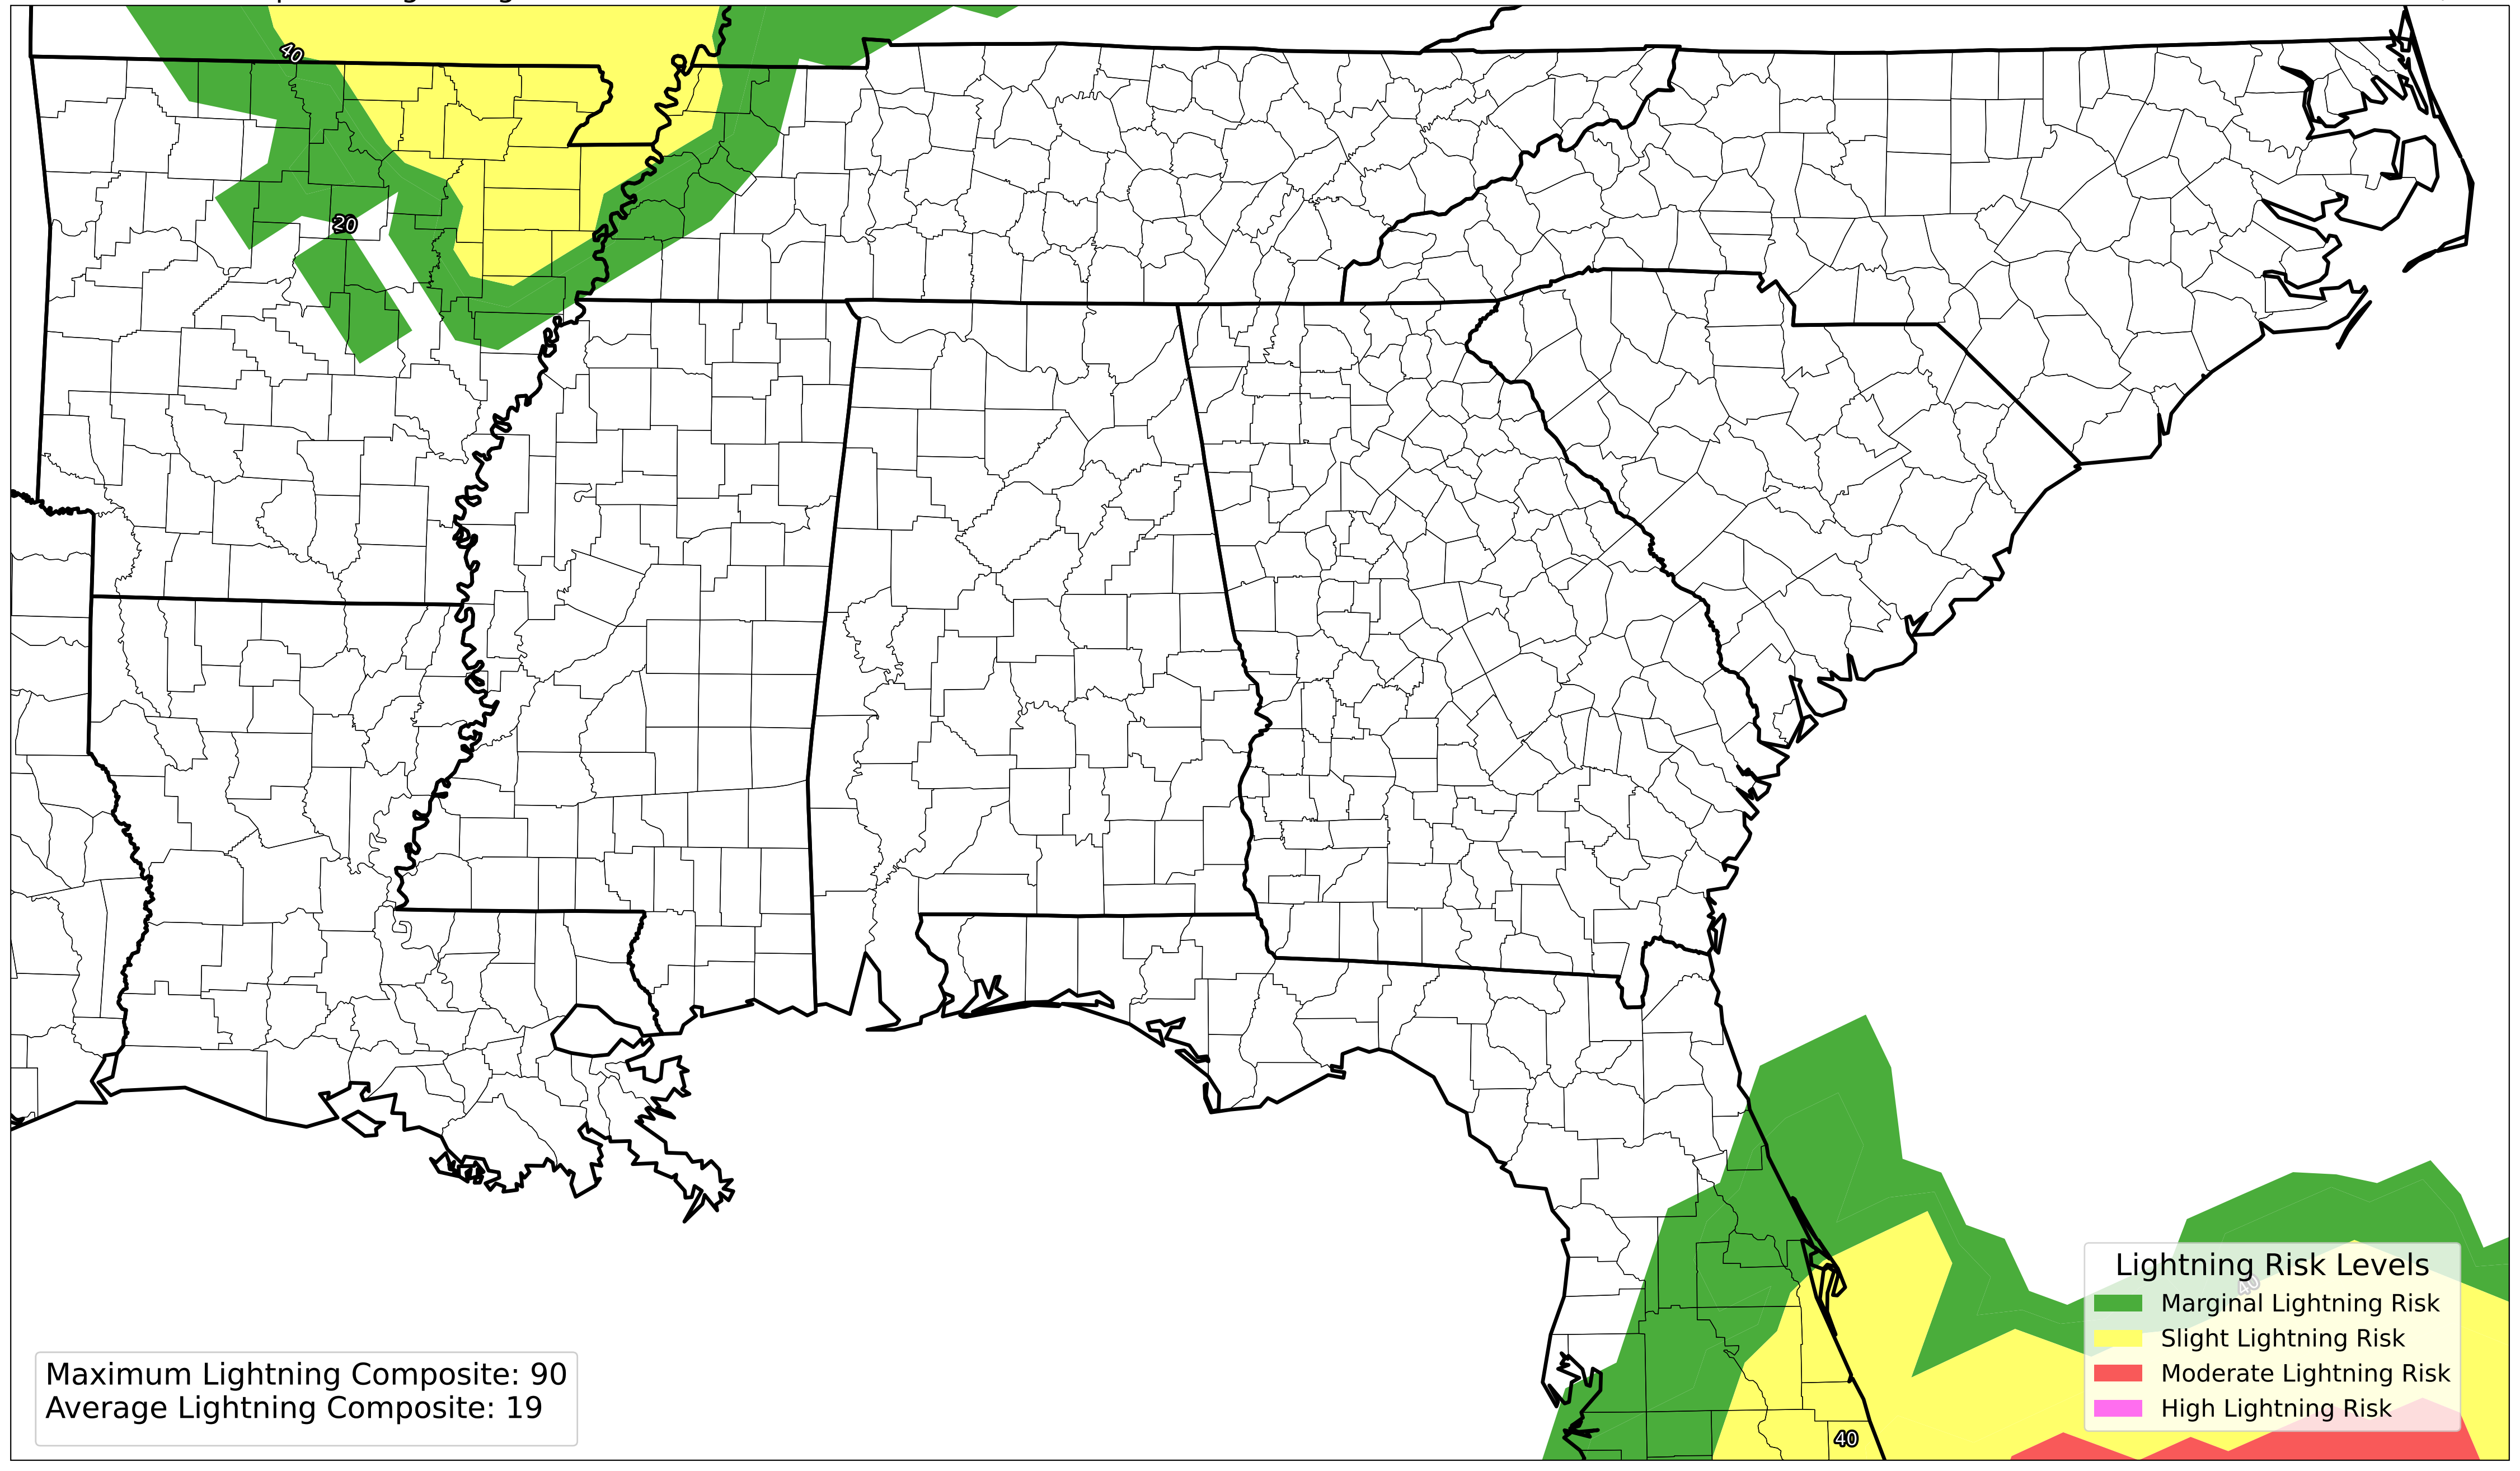 40
20
Lightning Risk Levels
40
Marginal Lightning Risk
Slight Lightning Risk
Moderate Lightning Risk
High Lightning Risk
Maximum Lightning Composite: 90
Average Lightning Composite: 19
40